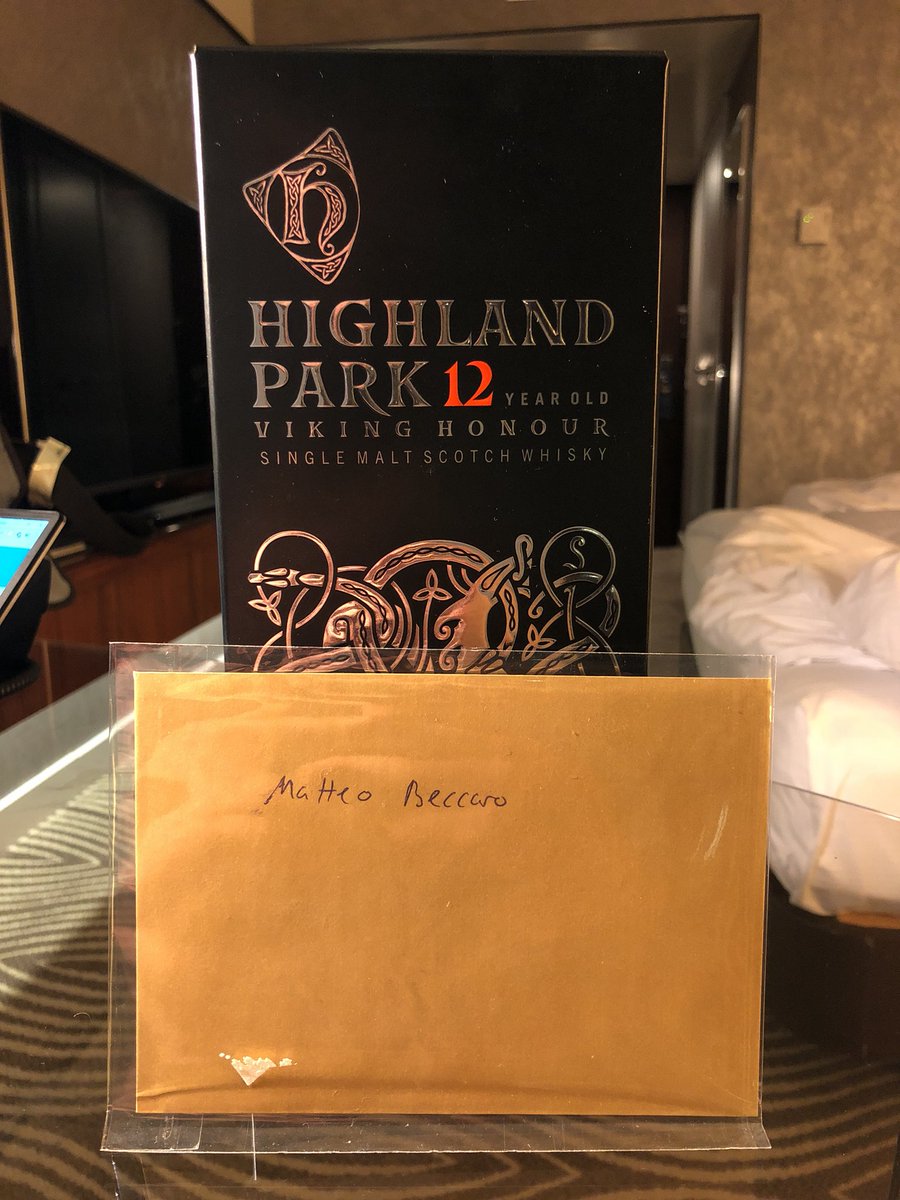 HIGHLAND
PARK 12 YEAR OLD
VIKING HONOUR
SINGLE MALT SCOTCH WHISKY
Matteo Beccaro